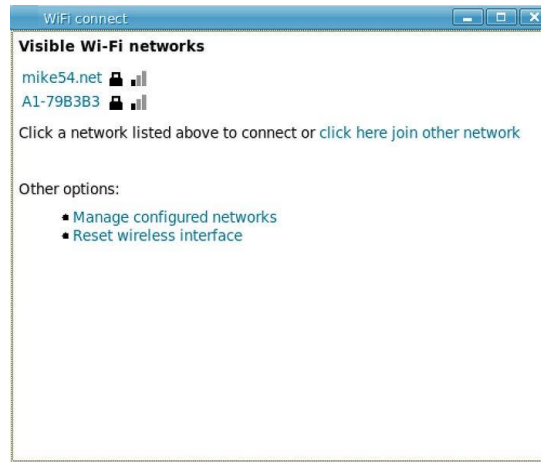 WiFi connect
Visible Wi-Fi networks
mike54.net
A1-79B3B3
Click a network listed above to connect or click here join other network
Other options:
Manage configured networks
Reset wireless interface